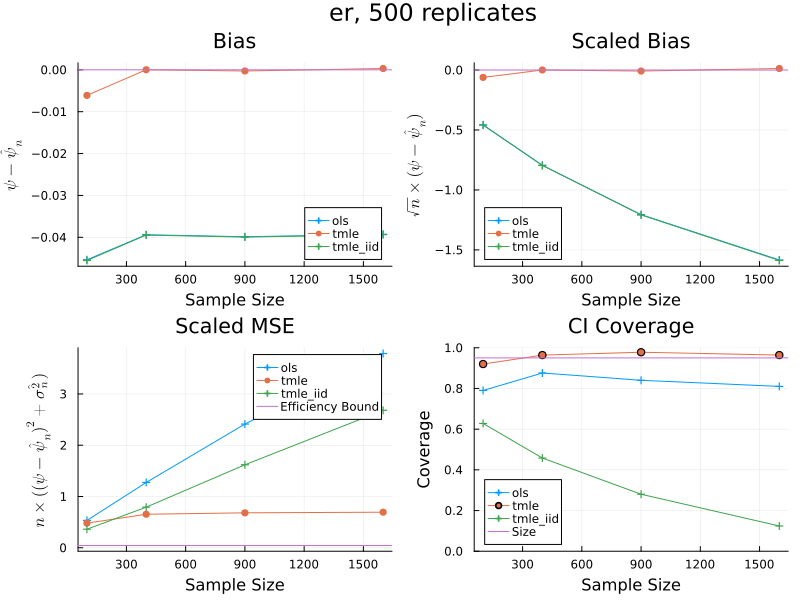 er, 500 replicates
Bias
0.00
−0.01
−0.02
−0.03
−0.04
ψ − ψ̂ₙ
300 600 900 1200 1500
Sample Size
ols
tmle
tmle_iid
Scaled Bias
0.0
−0.5
−1.0
−1.5
√n × (ψ − ψ̂ₙ)
300 600 900 1200 1500
Sample Size
ols
tmle
tmle_iid
Scaled MSE
3
2
1
0
n × ((ψ − ψ̂ₙ)² + σ̂ₙ²)
300 600 900 1200 1500
Sample Size
ols
tmle
tmle_iid
Efficiency Bound
CI Coverage
1.0
0.8
0.6
0.4
0.2
0.0
Coverage
300 600 900 1200 1500
Sample Size
ols
tmle
tmle_iid
Size